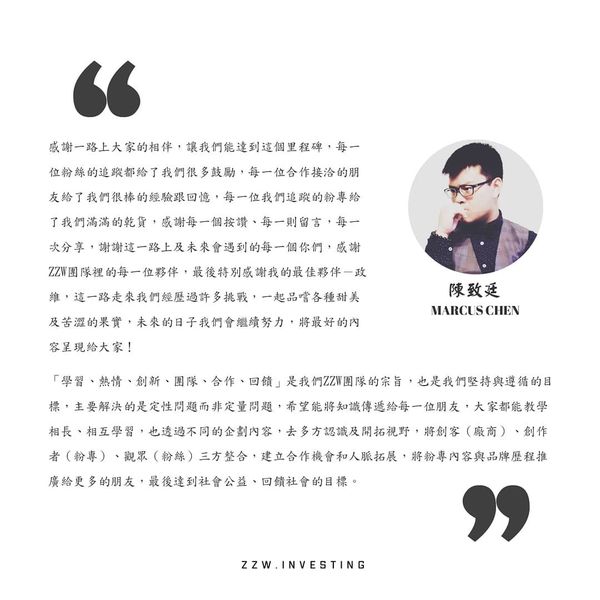 感謝一路上大家的相伴，讓我們能達到這個里程碑，每一
位粉絲的追蹤都給了我們很多鼓勵，每一位合作接洽的朋
友給了我們很棒的經驗跟回憶，每一位我們追蹤的粉專給
了我們滿滿的乾貨，感謝每一個按讚、每一則留言，每一
次分享，謝謝這一路上及未來會遇到的每一個你們，感謝
ZZW團隊裡的每一位夥伴，最後特別感謝我的最佳夥伴－政
維，這一路走來我們經歷過許多挑戰，一起品嚐各種甜美
及苦澀的果實，未來的日子我們會繼續努力，將最好的內
容呈現給大家！
陳致廷
MARCUS CHEN
「學習、熱情、創新、團隊、合作、回饋」是我們ZZW團隊的宗旨，也是我們堅持與遵循的目
標，主要解決的是定性問題而非定量問題，希望能將知識傳遞給每一位朋友，大家都能教學
相長、相互學習，也透過不同的企劃內容，去多方認識及開拓視野，將創客（廠商）、創作
者（粉專）、觀眾（粉絲）三方整合，建立合作機會和人脈拓展，將粉專內容與品牌歷程推
廣給更多的朋友，最後達到社會公益、回饋社會的目標。
ZZW.INVESTING